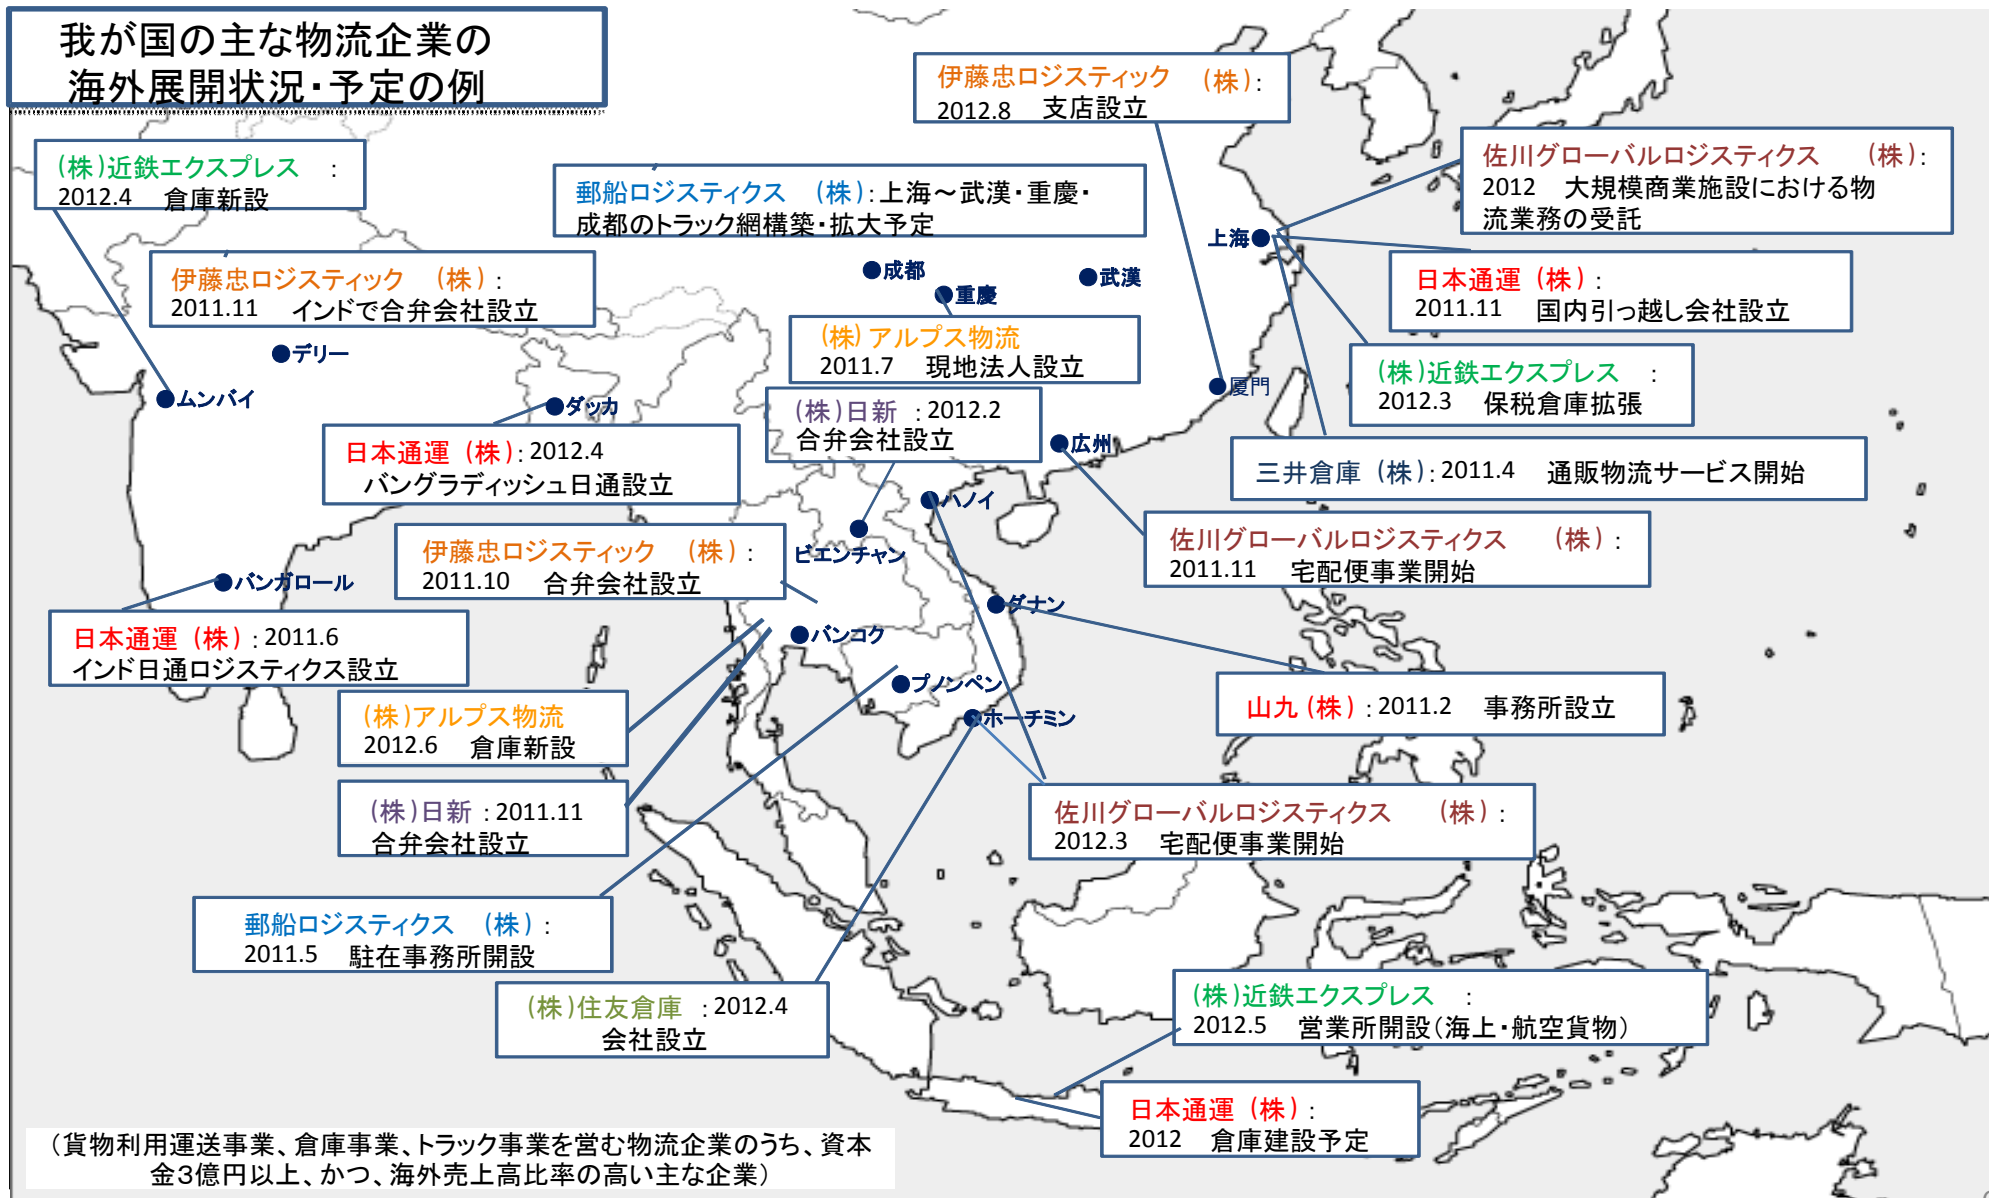 我が国の主な物流企業の
海外展開状況・予定の例
伊藤忠ロジスティック （株）：
2012.8 支店設立
（株）近鉄エクスプレス ：
2012.4 倉庫新設
郵船ロジスティクス （株）：上海～武漢・重慶・
成都のトラック網構築・拡大予定
佐川グローバルロジスティクス （株）：
2012 大規模商業施設における物
流業務の受託
伊藤忠ロジスティック （株）：
2011.11 インドで合弁会社設立
上海
成都
武漢
重慶
日本通運（株）：
2011.11 国内引っ越し会社設立
（株）アルプス物流
2011.7 現地法人設立
デリー
ムンバイ
ダッカ
厦門
（株）近鉄エクスプレス ：
2012.3 保税倉庫拡張
（株）日新 ：2012.2
合弁会社設立
広州
日本通運（株）：2012.4
バングラディッシュ日通設立
三井倉庫（株）：2011.4 通販物流サービス開始
ハノイ
ビエンチャン
伊藤忠ロジスティック （株）：
2011.10 合弁会社設立
佐川グローバルロジスティクス （株）：
2011.11 宅配便事業開始
バンガロール
ダナン
日本通運（株）：2011.6
インド日通ロジスティクス設立
バンコク
プノンペン
ホーチミン
山九（株）：2011.2 事務所設立
（株）アルプス物流
2012.6 倉庫新設
（株）日新 ：2011.11
合弁会社設立
佐川グローバルロジスティクス （株）：
2012.3 宅配便事業開始
郵船ロジスティクス （株）：
2011.5 駐在事務所開設
（株）住友倉庫 ：2012.4
会社設立
（株）近鉄エクスプレス ：
2012.5 営業所開設（海上・航空貨物）
日本通運（株）：
2012 倉庫建設予定
（貨物利用運送事業、倉庫事業、トラック事業を営む物流企業のうち、資本
金3億円以上、かつ、海外売上高比率の高い主な企業）